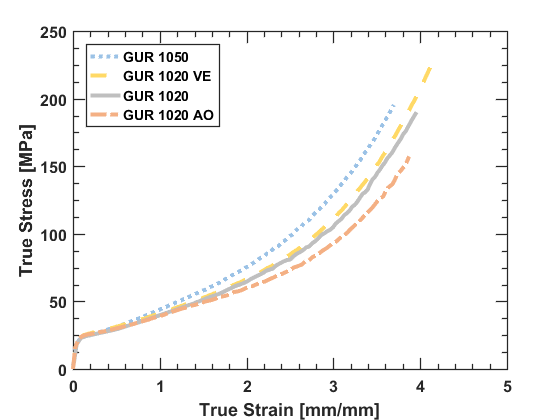 250
200
150
100
50
0
True Stress [MPa]
GUR 1050
GUR 1020 VE
GUR 1020
GUR 1020 AO
0 1 2 3 4 5
True Strain [mm/mm]